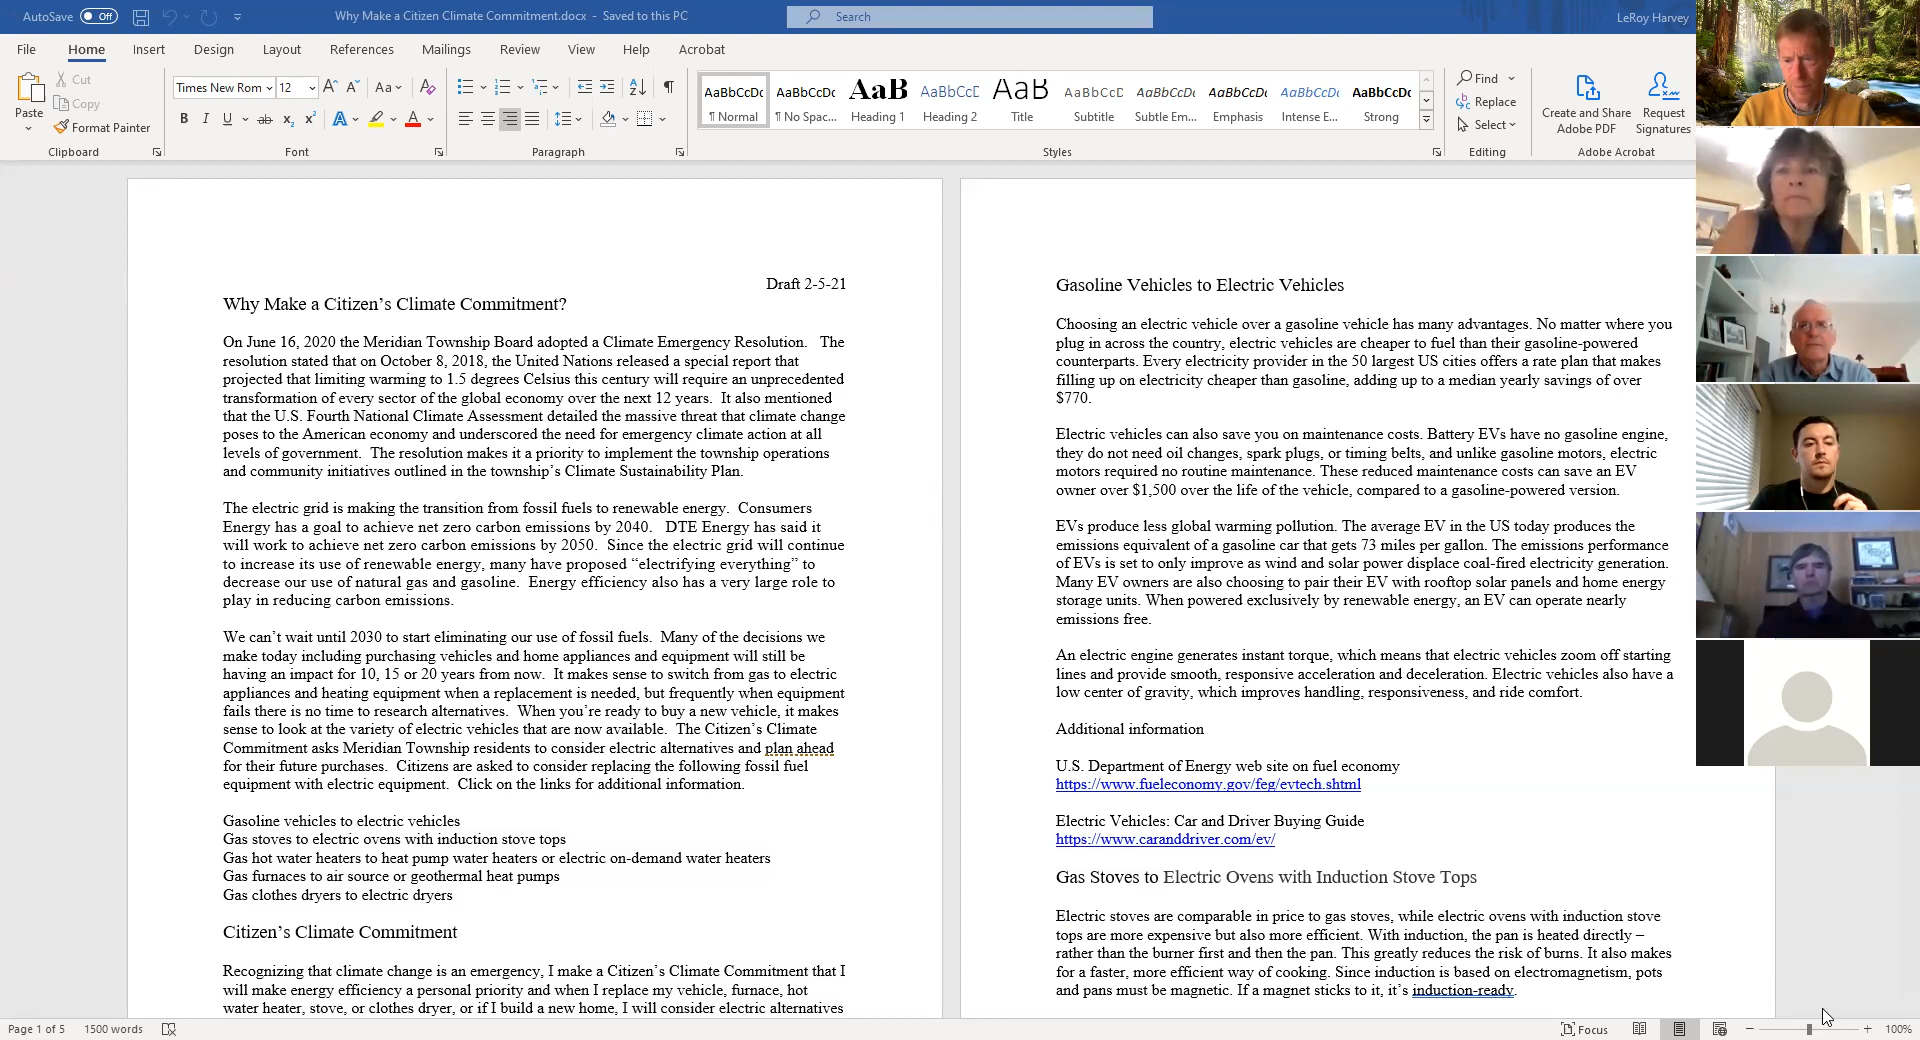 AutoSave Off Why Make a Citizen Climate Commitment.docx - Saved to this PC Search LeRoy Harvey
File Home Insert Design Layout References Mailings Review View Help Acrobat
Paste Cut Copy Format Painter
Times New Rom 12 Aa
AaBbCcDc AaBbCcDc AaB AaBbCcD AaB AaBbCcD AaBbCcDc AaBbCcDc AaBbCcDc AaBbCcDc
¶ Normal ¶ No Spac... Heading 1 Heading 2 Title Subtitle Subtle Em... Emphasis Intense E... Strong
Find Replace Select
Create and Share Adobe PDF Request Signatures
Clipboard Font Paragraph Styles Editing Adobe Acrobat
Draft 2-5-21
Why Make a Citizen's Climate Commitment?
On June 16, 2020 the Meridian Township Board adopted a Climate Emergency Resolution. The
resolution stated that on October 8, 2018, the United Nations released a special report that
projected that limiting warming to 1.5 degrees Celsius this century will require an unprecedented
transformation of every sector of the global economy over the next 12 years. It also mentioned
that the U.S. Fourth National Climate Assessment detailed the massive threat that climate change
poses to the American economy and underscored the need for emergency climate action at all
levels of government. The resolution makes it a priority to implement the township operations
and community initiatives outlined in the township's Climate Sustainability Plan.
The electric grid is making the transition from fossil fuels to renewable energy. Consumers
Energy has a goal to achieve net zero carbon emissions by 2040. DTE Energy has said it
will work to achieve net zero carbon emissions by 2050. Since the electric grid will continue
to increase its use of renewable energy, many have proposed “electrifying everything” to
decrease our use of natural gas and gasoline. Energy efficiency also has a very large role to
play in reducing carbon emissions.
We can't wait until 2030 to start eliminating our use of fossil fuels. Many of the decisions we
make today including purchasing vehicles and home appliances and equipment will still be
having an impact for 10, 15 or 20 years from now. It makes sense to switch from gas to electric
appliances and heating equipment when a replacement is needed, but frequently when equipment
fails there is no time to research alternatives. When you're ready to buy a new vehicle, it makes
sense to look at the variety of electric vehicles that are now available. The Citizen's Climate
Commitment asks Meridian Township residents to consider electric alternatives and plan ahead
for their future purchases. Citizens are asked to consider replacing the following fossil fuel
equipment with electric equipment. Click on the links for additional information.
Gasoline vehicles to electric vehicles
Gas stoves to electric ovens with induction stove tops
Gas hot water heaters to heat pump water heaters or electric on-demand water heaters
Gas furnaces to air source or geothermal heat pumps
Gas clothes dryers to electric dryers
Citizen's Climate Commitment
Recognizing that climate change is an emergency, I make a Citizen's Climate Commitment that I
will make energy efficiency a personal priority and when I replace my vehicle, furnace, hot
water heater, stove, or clothes dryer, or if I build a new home, I will consider electric alternatives
Gasoline Vehicles to Electric Vehicles
Choosing an electric vehicle over a gasoline vehicle has many advantages. No matter where you
plug in across the country, electric vehicles are cheaper to fuel than their gasoline-powered
counterparts. Every electricity provider in the 50 largest US cities offers a rate plan that makes
filling up on electricity cheaper than gasoline, adding up to a median yearly savings of over
$770.
Electric vehicles can also save you on maintenance costs. Battery EVs have no gasoline engine,
they do not need oil changes, spark plugs, or timing belts, and unlike gasoline motors, electric
motors required no routine maintenance. These reduced maintenance costs can save an EV
owner over $1,500 over the life of the vehicle, compared to a gasoline-powered version.
EVs produce less global warming pollution. The average EV in the US today produces the
emissions equivalent of a gasoline car that gets 73 miles per gallon. The emissions performance
of EVs is set to only improve as wind and solar power displace coal-fired electricity generation.
Many EV owners are also choosing to pair their EV with rooftop solar panels and home energy
storage units. When powered exclusively by renewable energy, an EV can operate nearly
emissions free.
An electric engine generates instant torque, which means that electric vehicles zoom off starting
lines and provide smooth, responsive acceleration and deceleration. Electric vehicles also have a
low center of gravity, which improves handling, responsiveness, and ride comfort.
Additional information
U.S. Department of Energy web site on fuel economy
https://www.fueleconomy.gov/feg/evtech.shtml
Electric Vehicles: Car and Driver Buying Guide
https://www.caranddriver.com/ev/
Gas Stoves to Electric Ovens with Induction Stove Tops
Electric stoves are comparable in price to gas stoves, while electric ovens with induction stove
tops are more expensive but also more efficient. With induction, the pan is heated directly –
rather than the burner first and then the pan. This greatly reduces the risk of burns. It also makes
for a faster, more efficient way of cooking. Since induction is based on electromagnetism, pots
and pans must be magnetic. If a magnet sticks to it, it's induction-ready.
Page 1 of 5 1500 words Focus 100%